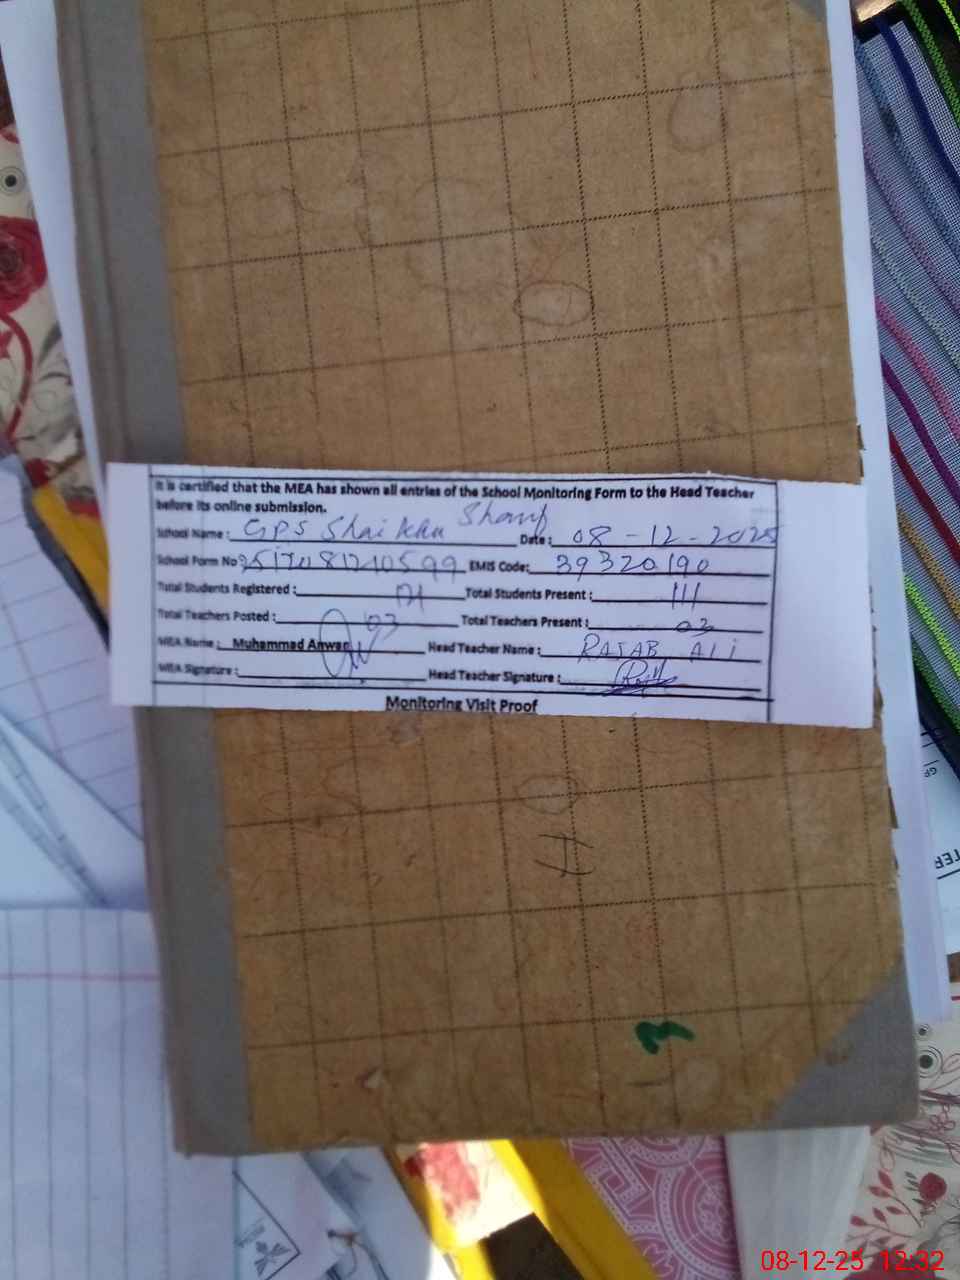 It is certified that the MEA has shown all entries of the School Monitoring Form to the Head Teacher
before its online submission.
School Name: GPS Shaikhu Sharif Date: 08-12-2025
School Form No 2517081210599 EMIS Code: 39320190
Total Students Registered: Total Students Present: 111
Total Teachers Posted: 03 Total Teachers Present: 03
MEA Name: Muhammad Anwar Head Teacher Name: RAJAB ALi
MEA Signature: Head Teacher Signature:
Monitoring Visit Proof
3
08-12-25 12:32